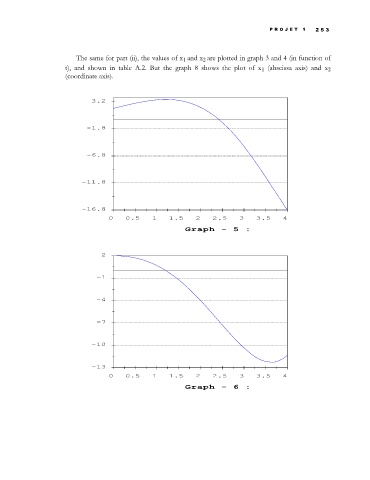 PROJET 1 253
The same for part (ii), the values of x1 and x2 are plotted in graph 3 and 4 (in function of
t), and shown in table A.2. But the graph 8 shows the plot of x1 (abscissa axis) and x2
(coordinate axis).
3.2
-1.8
-6.8
-11.8
-16.8
0 0.5 1 1.5 2 2.5 3 3.5 4
Graph - 5 :
2
-1
-4
-7
-10
-13
0 0.5 1 1.5 2 2.5 3 3.5 4
Graph - 6 :